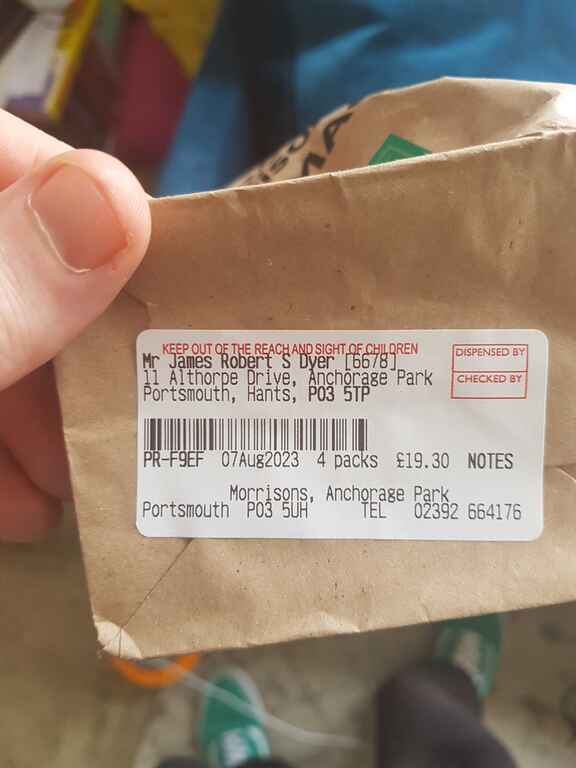 KEEP OUT OF THE REACH AND SIGHT OF CHILDREN
Mr James Robert S Dyer [6678]
11 Althorpe Drive, Anchorage Park
Portsmouth, Hants, PO3 5TP
DISPENSED BY
CHECKED BY
PR-F9EF 07Aug2023 4 packs £19.30 NOTES
Morrisons, Anchorage Park
Portsmouth PO3 5UH TEL 02392 664176